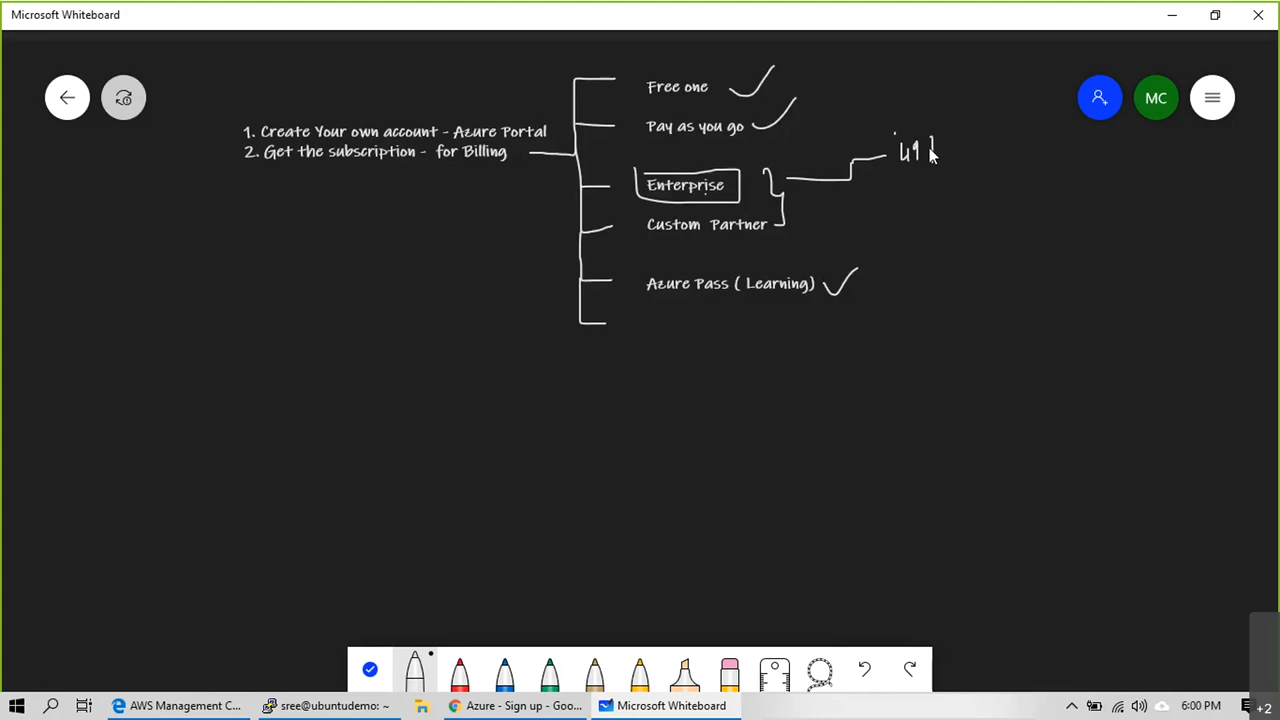 Microsoft Whiteboard
MC
Free one
1. Create Your own account - Azure Portal
Pay as you go
2. Get the subscription - for Billing
Enterprise
Custom Partner
Azure Pass ( Learning)
AWS Management C...
sree@ubuntudemo: ~
Azure - Sign up - Goo...
Microsoft Whiteboard
6:00 PM
+2